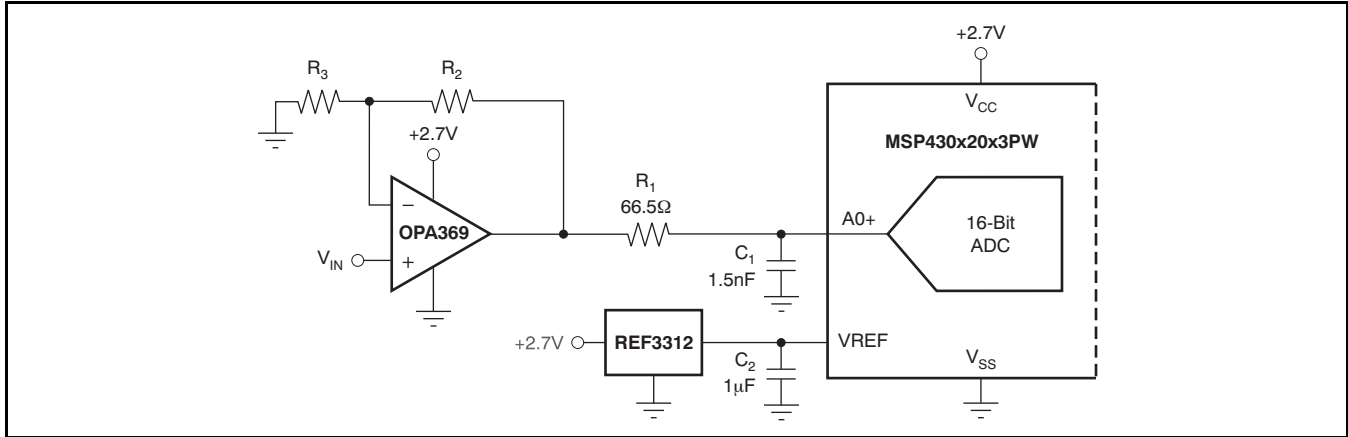 +2.7V
R3
R2
VCC
+2.7V
MSP430x20x3PW
R1
66.5Ω
−
OPA369
A0+
16-Bit
ADC
VIN
+
C1
1.5nF
+2.7V
REF3312
VREF
C2
1μF
VSS